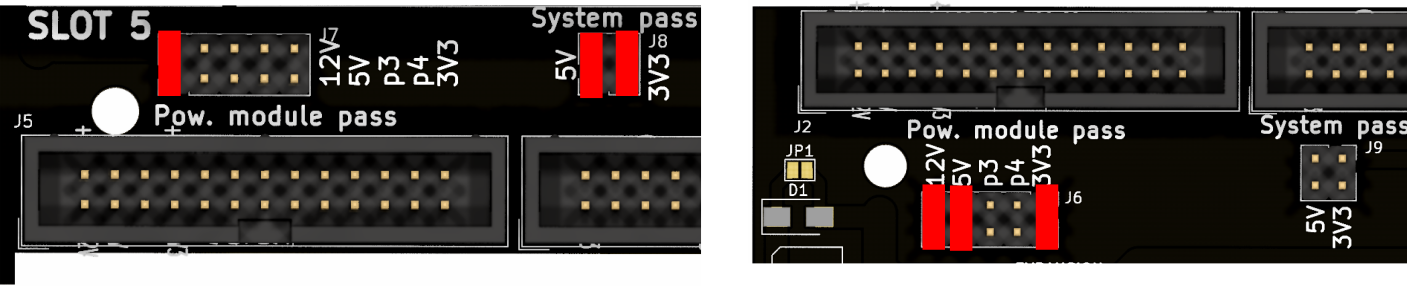 SLOT 5
System pass
J7
J8
12V
5V
p3
p4
3V3
5V
3V3
J5
Pow. module pass
J2
Pow. module pass
System pass
J9
JP1
D1
12V
5V
p3
p4
3V3
J6
5V
3V3